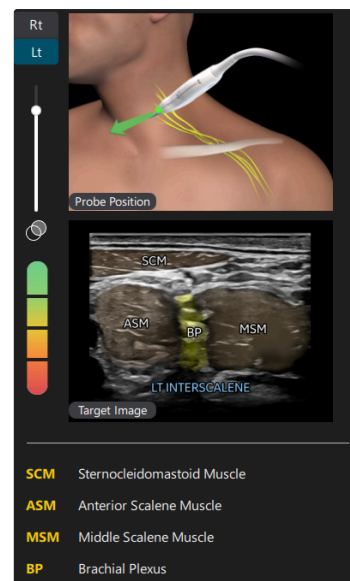 Rt
Lt
Probe Position
SCM
ASM
BP
MSM
LT INTERSCALENE
Target Image
SCM Sternocleidomastoid Muscle
ASM Anterior Scalene Muscle
MSM Middle Scalene Muscle
BP Brachial Plexus